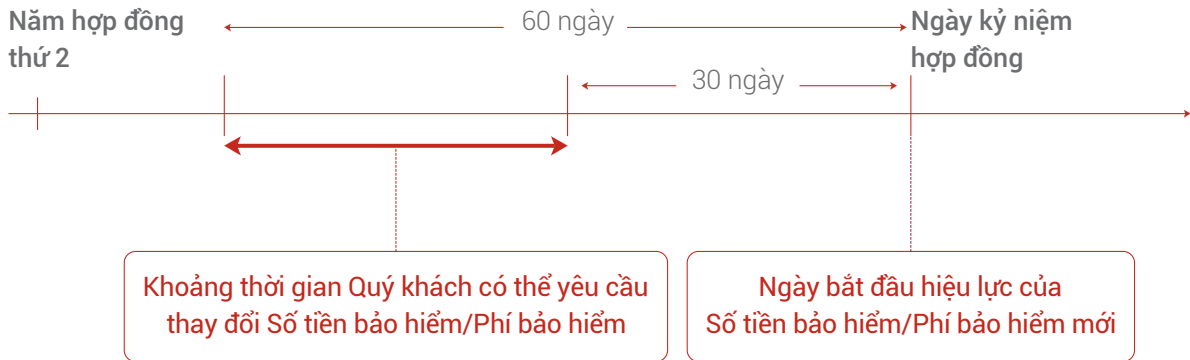 Năm hợp đồng
thứ 2
60 ngày
Ngày kỷ niệm
hợp đồng
30 ngày
Khoảng thời gian Quý khách có thể yêu cầu
thay đổi Số tiền bảo hiểm/Phí bảo hiểm
Ngày bắt đầu hiệu lực của
Số tiền bảo hiểm/Phí bảo hiểm mới